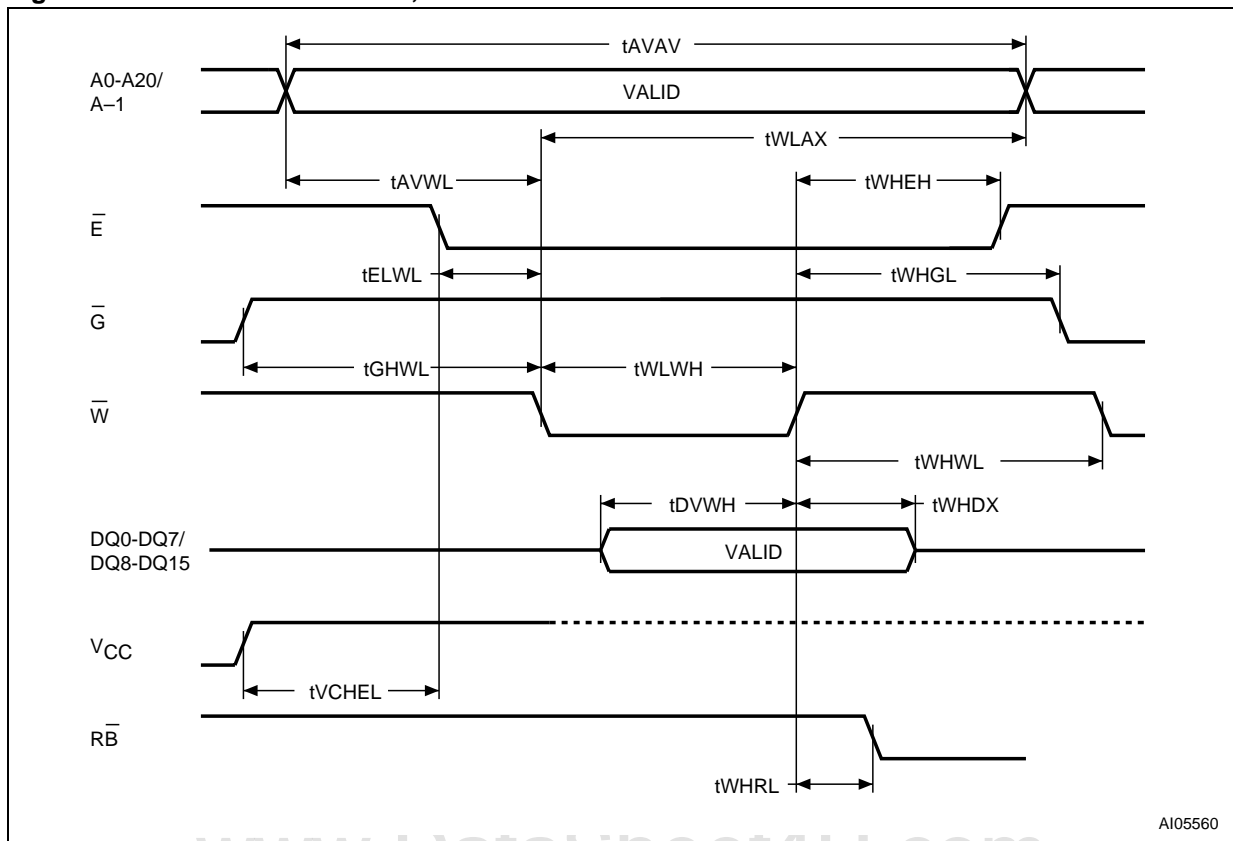 tAVAV
A0-A20/
A–1
VALID
tWLAX
tAVWL
tWHEH
E̅
tELWL
tWHGL
G̅
tGHWL
tWLWH
W̅
tWHWL
tDVWH
tWHDX
DQ0-DQ7/
DQ8-DQ15
VALID
VCC
tVCHEL
RB̅
tWHRL
AI05560